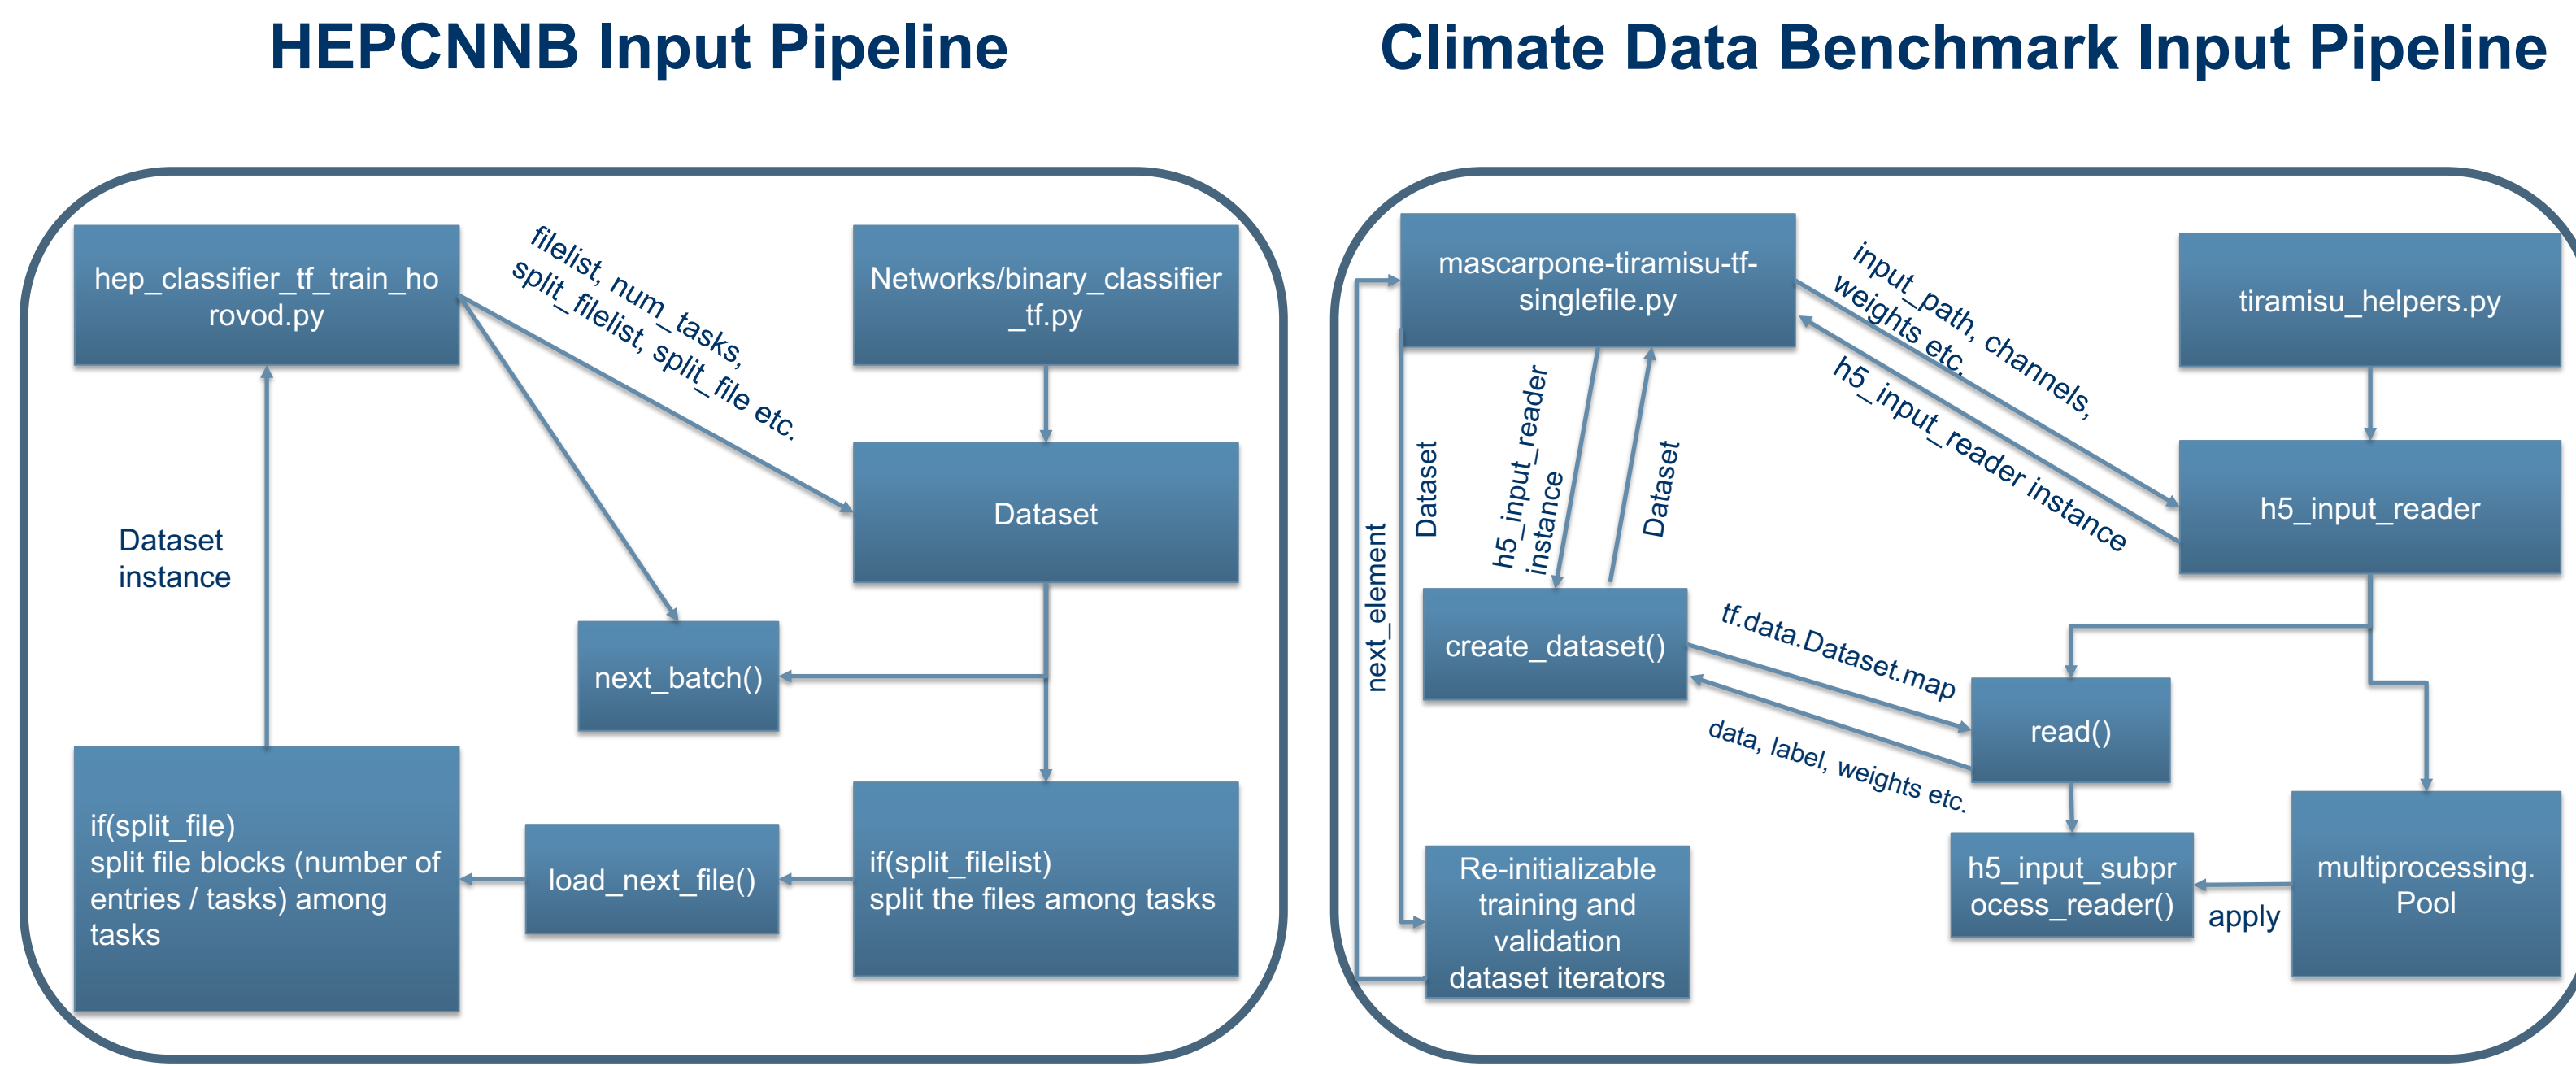 HEPCNNB Input Pipeline
hep_classifier_tf_train_ho
rovod.py
filelist, num_tasks,
split_filelist, split_file etc.
Networks/binary_classifier
_tf.py
Dataset
Dataset
instance
next_batch()
if(split_file)
split file blocks (number of
entries / tasks) among
tasks
load_next_file()
if(split_filelist)
split the files among tasks
Climate Data Benchmark Input Pipeline
mascarpone-tiramisu-tf-
singlefile.py
input_path, channels,
weights etc.
h5_input_reader instance
tiramisu_helpers.py
h5_input_reader
next_element
Dataset
h5_input_reader
instance
Dataset
create_dataset()
tf.data.Dataset.map
data, label, weights etc.
read()
Re-initializable
training and
validation
dataset iterators
h5_input_subpr
ocess_reader()
apply
multiprocessing.
Pool